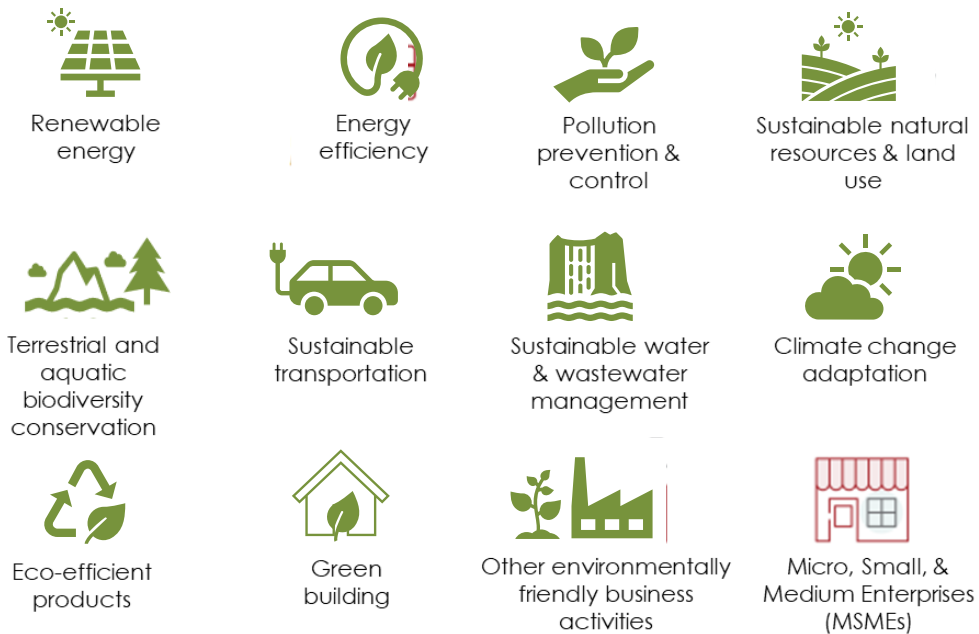 Renewable
energy
Energy
efficiency
Pollution
prevention &
control
Sustainable natural
resources & land
use
Terrestrial and
aquatic
biodiversity
conservation
Sustainable
transportation
Sustainable water
& wastewater
management
Climate change
adaptation
Eco-efficient
products
Green
building
Other environmentally
friendly business
activities
Micro, Small, &
Medium Enterprises
(MSMEs)